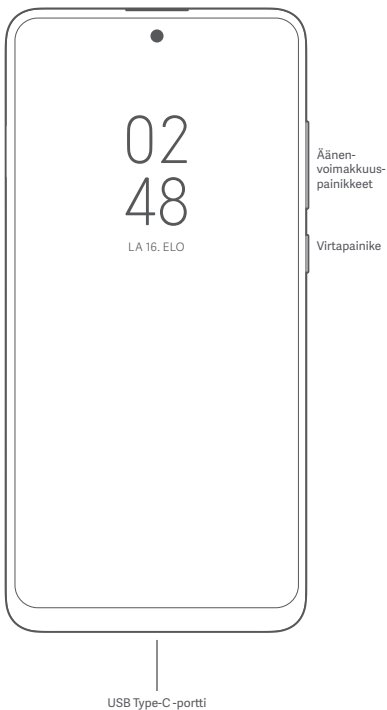 02
48
LA 16. ELO
Äänen-
voimakkuus-
painikkeet
Virtapainike
USB Type-C -portti